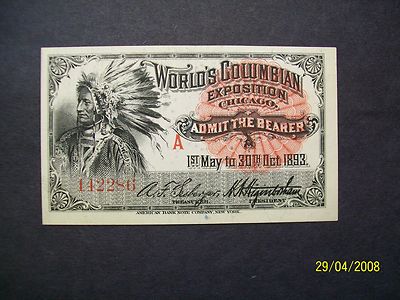 WORLD'S COLUMBIAN
EXPOSITION
CHICAGO,
ADMIT THE BEARER
A
1ST MAY TO 30TH Oct. 1893.
142286
TREASURER.
PRESIDENT
AMERICAN BANK NOTE COMPANY, NEW YORK.
29/04/2008